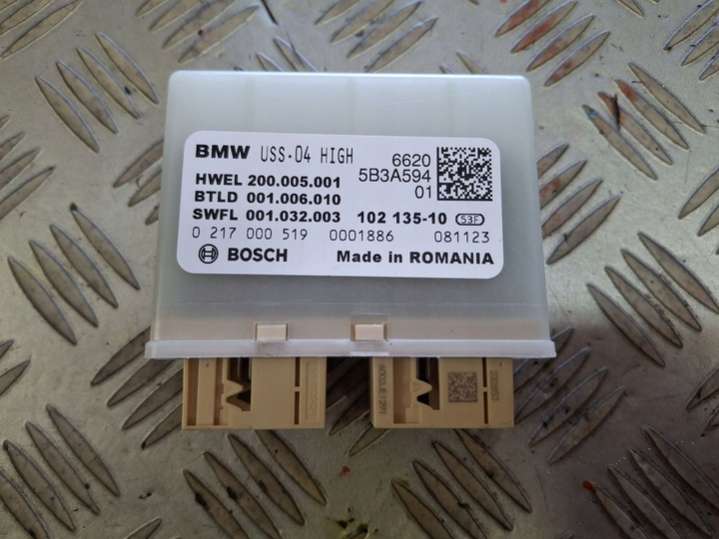 BMW USS-04 HIGH
6620
5B3A594
01
HWEL 200.005.001
BTLD 001.006.010
SWFL 001.032.003 102 135-10 S3F
0 217 000 519 0001886 081123
BOSCH Made in ROMANIA